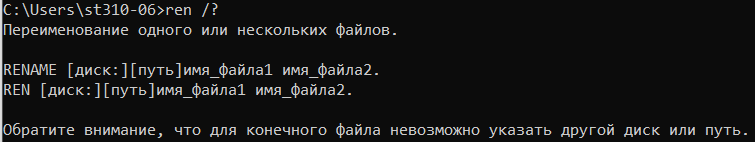 C:\Users\st310-06>ren /?
Переименование одного или нескольких файлов.
RENAME [диск:][путь]имя_файла1 имя_файла2.
REN [диск:][путь]имя_файла1 имя_файла2.
Обратите внимание, что для конечного файла невозможно указать другой диск или путь.